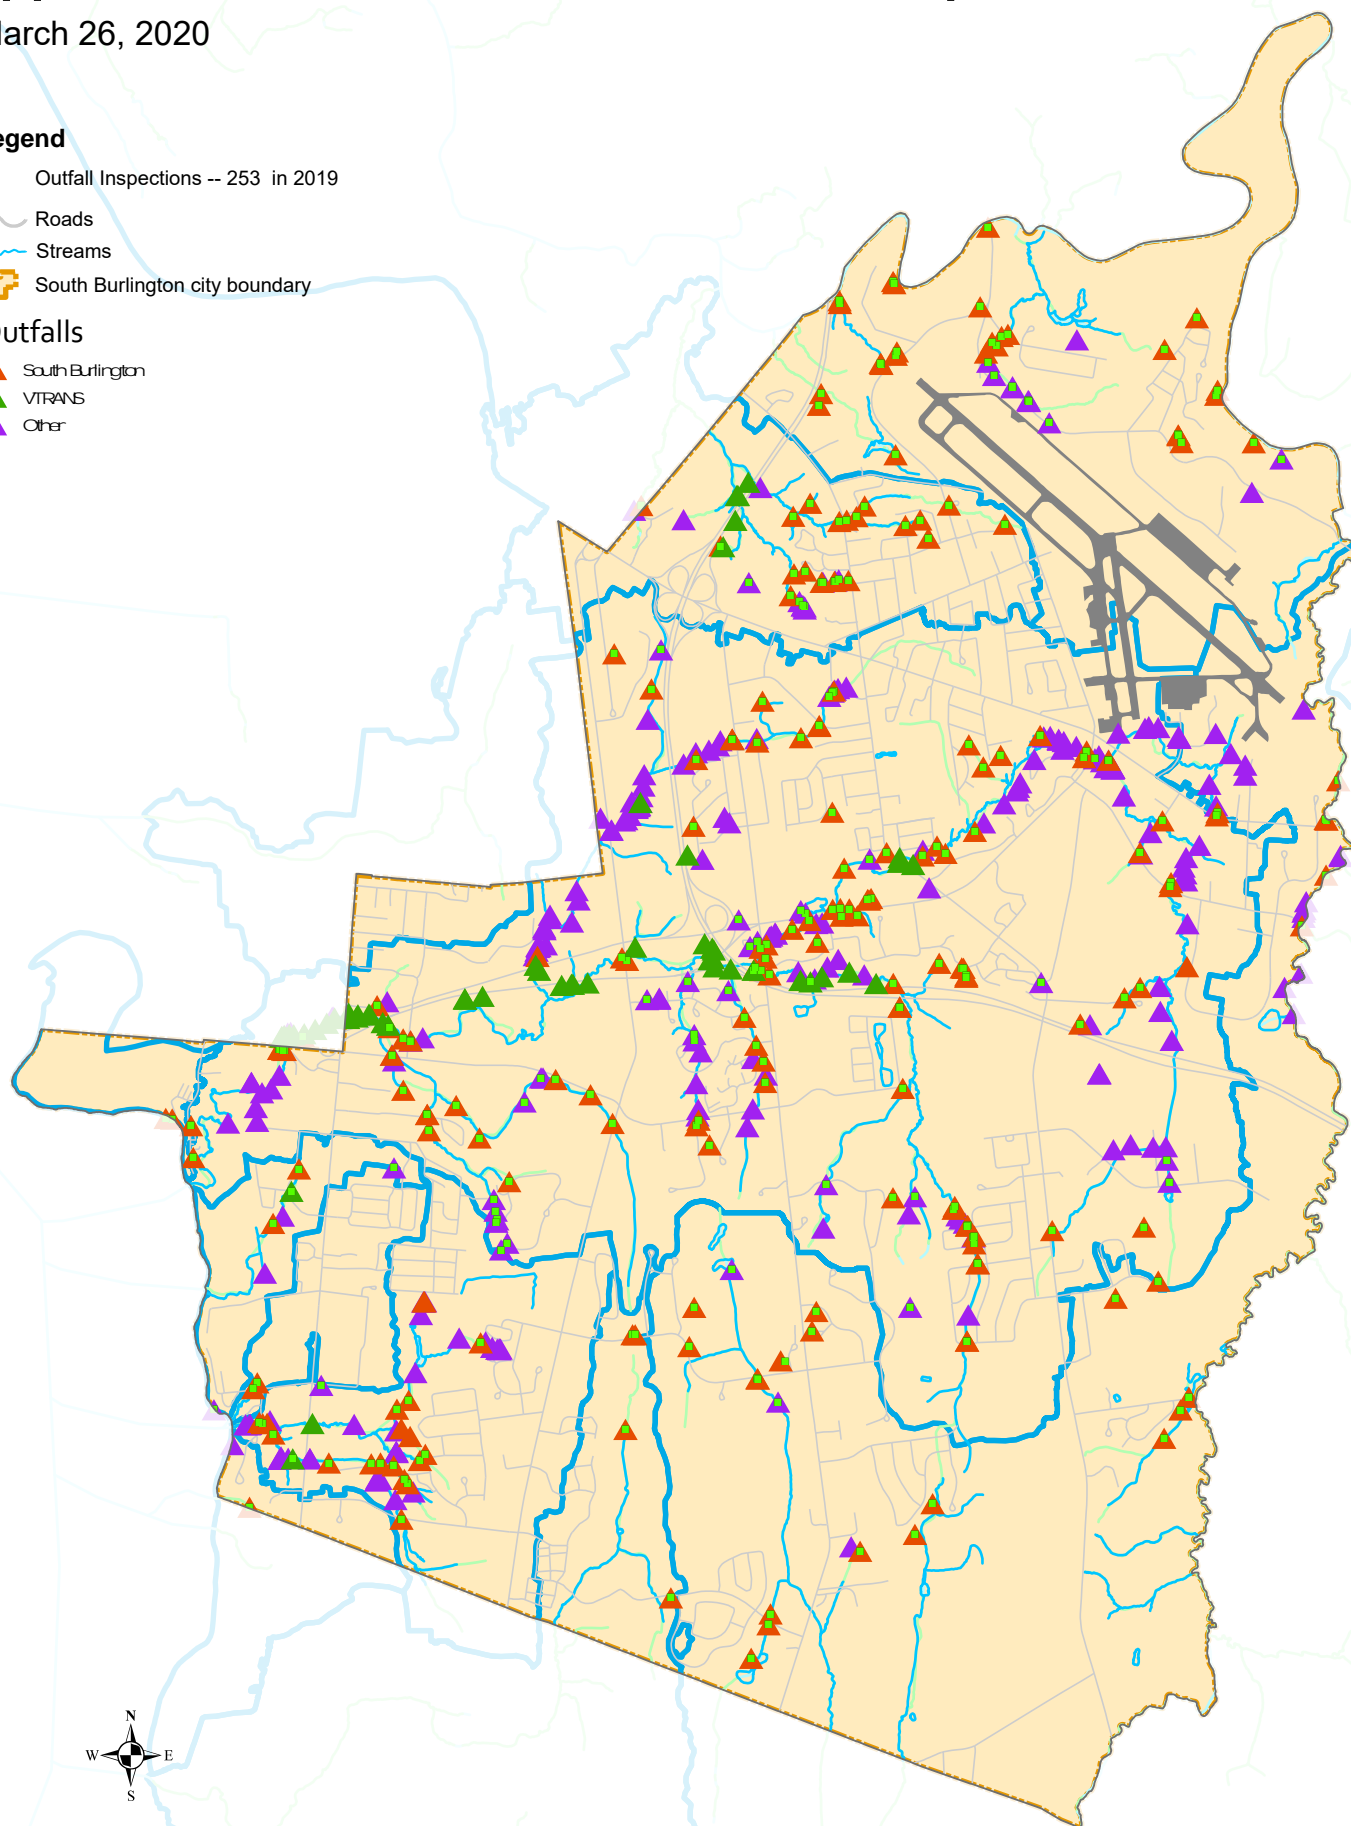 arch 26, 2020
egend
Outfall Inspections -- 253  in 2019
Roads
Streams
South Burlington city boundary
utfalls
South Burlington
VTRANS
Other
N
W E
S